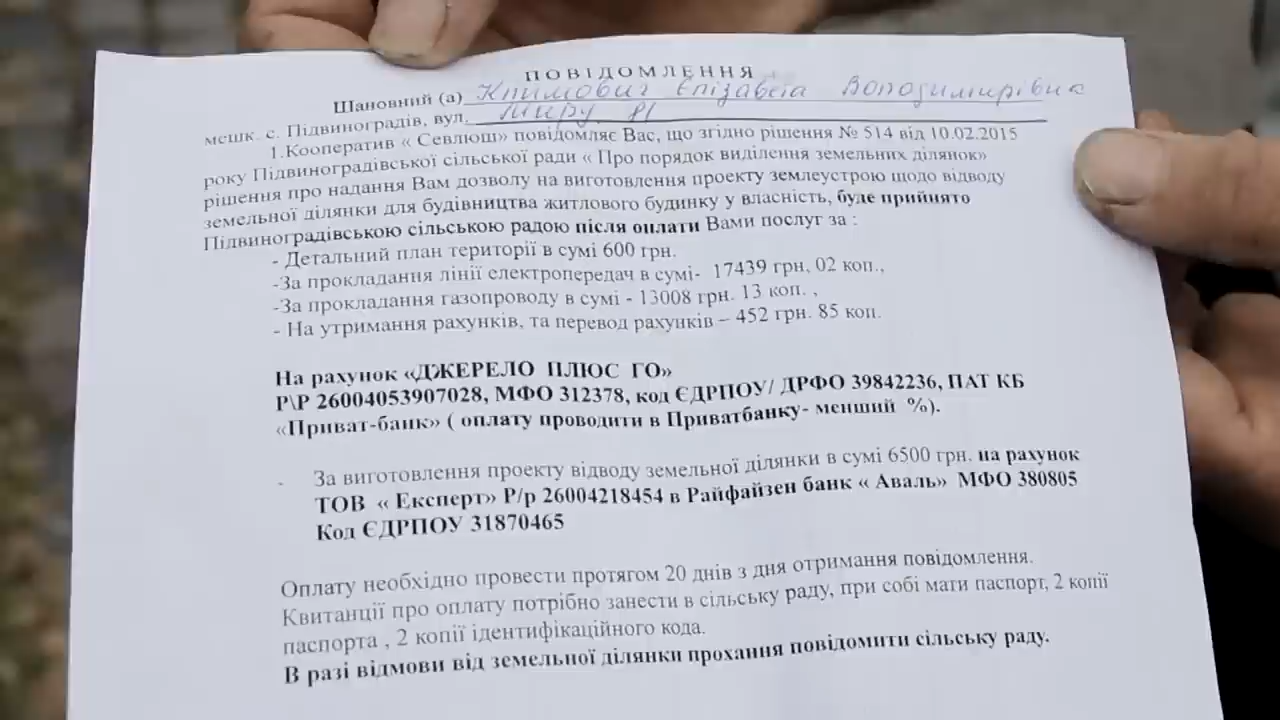 ПОВІДОМЛЕННЯ
Шановний (а) Климович Єлізавета Володимирівна
мешк. с. Підвиноградів, вул. Миру 81
1.Кооператив « Севлюш» повідомляє Вас, що згідно рішення № 514 від 10.02.2015
року Підвиноградівської сільської ради « Про порядок виділення земельних ділянок»
рішення про надання Вам дозволу на виготовлення проекту землеустрою щодо відводу
земельної ділянки для будівництва житлового будинку у власність, буде прийнято
Підвиноградівською сільською радою після оплати Вами послуг за :
- Детальний план території в сумі 600 грн.
-За прокладання лінії електропередач в сумі- 17439 грн, 02 коп.,
-За прокладання газопроводу в сумі - 13008 грн. 13 коп. ,
- На утримання рахунків, та перевод рахунків – 452 грн. 85 коп.
На рахунок «ДЖЕРЕЛО ПЛЮС ГО»
Р\Р 26004053907028, МФО 312378, код ЄДРПОУ/ ДРФО 39842236, ПАТ КБ
«Приват-банк» ( оплату проводити в Приватбанку- менший %).
- За виготовлення проекту відводу земельної ділянки в сумі 6500 грн. на рахунок
ТОВ « Експерт» Р/р 26004218454 в Райфайзен банк « Аваль» МФО 380805
Код ЄДРПОУ 31870465
Оплату необхідно провести протягом 20 днів з дня отримання повідомлення.
Квитанції про оплату потрібно занести в сільську раду, при собі мати паспорт, 2 копії
паспорта , 2 копії ідентифікаційного кода.
В разі відмови від земельної ділянки прохання повідомити сільську раду.